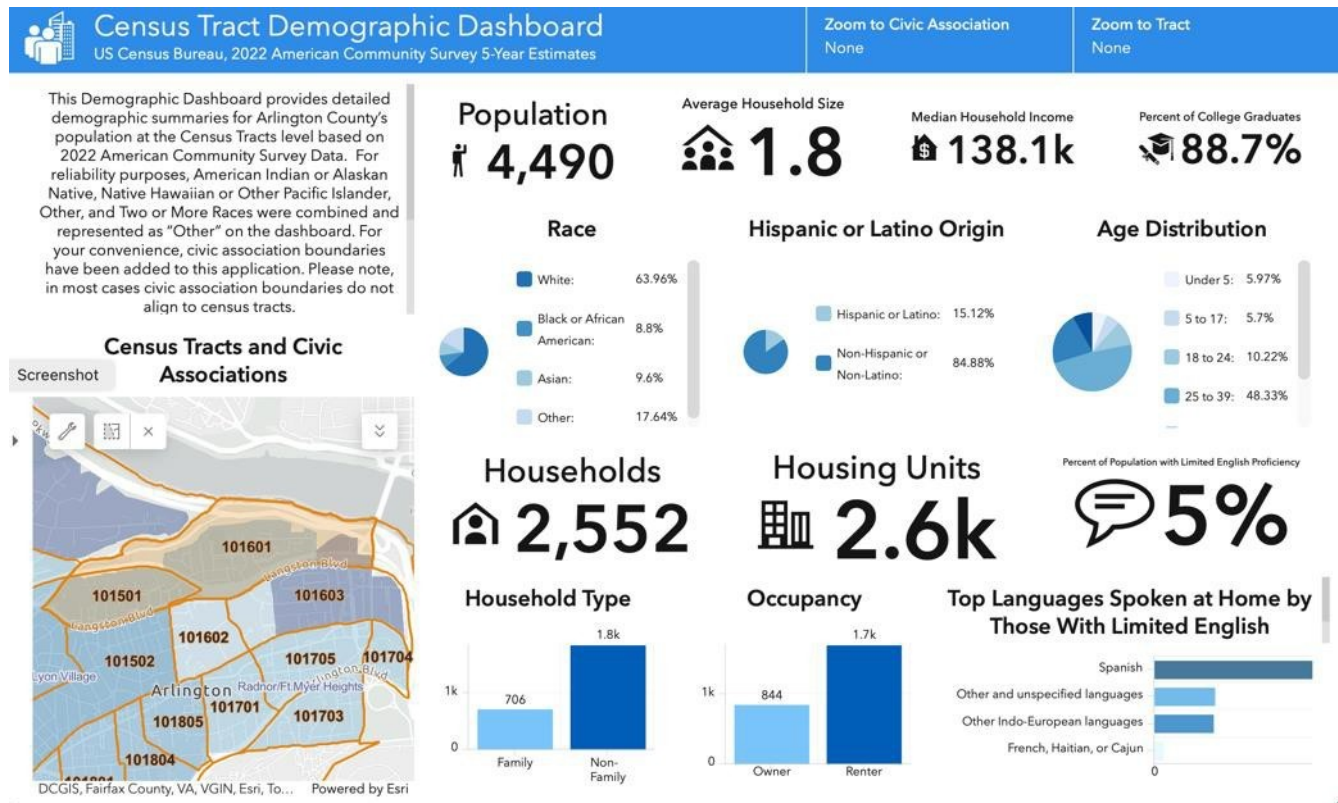 Census Tract Demographic Dashboard
US Census Bureau, 2022 American Community Survey 5-Year Estimates
Zoom to Civic Association
None
Zoom to Tract
None
This Demographic Dashboard provides detailed
demographic summaries for Arlington County's
population at the Census Tracts level based on
2022 American Community Survey Data. For
reliability purposes, American Indian or Alaskan
Native, Native Hawaiian or Other Pacific Islander,
Other, and Two or More Races were combined and
represented as "Other" on the dashboard. For
your convenience, civic association boundaries
have been added to this application. Please note,
in most cases civic association boundaries do not
align to census tracts.
Population
4,490
Average Household Size
1.8
Median Household Income
$
138.1k
Percent of College Graduates
88.7%
Race
White: 63.96%
Black or African
American: 8.8%
Asian: 9.6%
Other: 17.64%
Hispanic or Latino Origin
Hispanic or Latino: 15.12%
Non-Hispanic or
Non-Latino: 84.88%
Age Distribution
Under 5: 5.97%
5 to 17: 5.7%
18 to 24: 10.22%
25 to 39: 48.33%
Census Tracts and Civic
Associations
Screenshot
101601
Langston Blvd
101501
101603
Langston Blvd
101602
101502
101705
101704
Lyon Village
Arlington
Radnor/Ft.Myer Heights
Arlington Blvd
101701
101703
101805
101804
DCGIS, Fairfax County, VA, VGIN, Esri, To...
Powered by Esri
Households
2,552
Housing Units
2.6k
Percent of Population with Limited English Proficiency
5%
Household Type
1.8k
1k
706
0
Family
Non-
Family
Occupancy
1.7k
1k
844
0
Owner
Renter
Top Languages Spoken at Home by
Those With Limited English
Spanish
Other and unspecified languages
Other Indo-European languages
French, Haitian, or Cajun
0